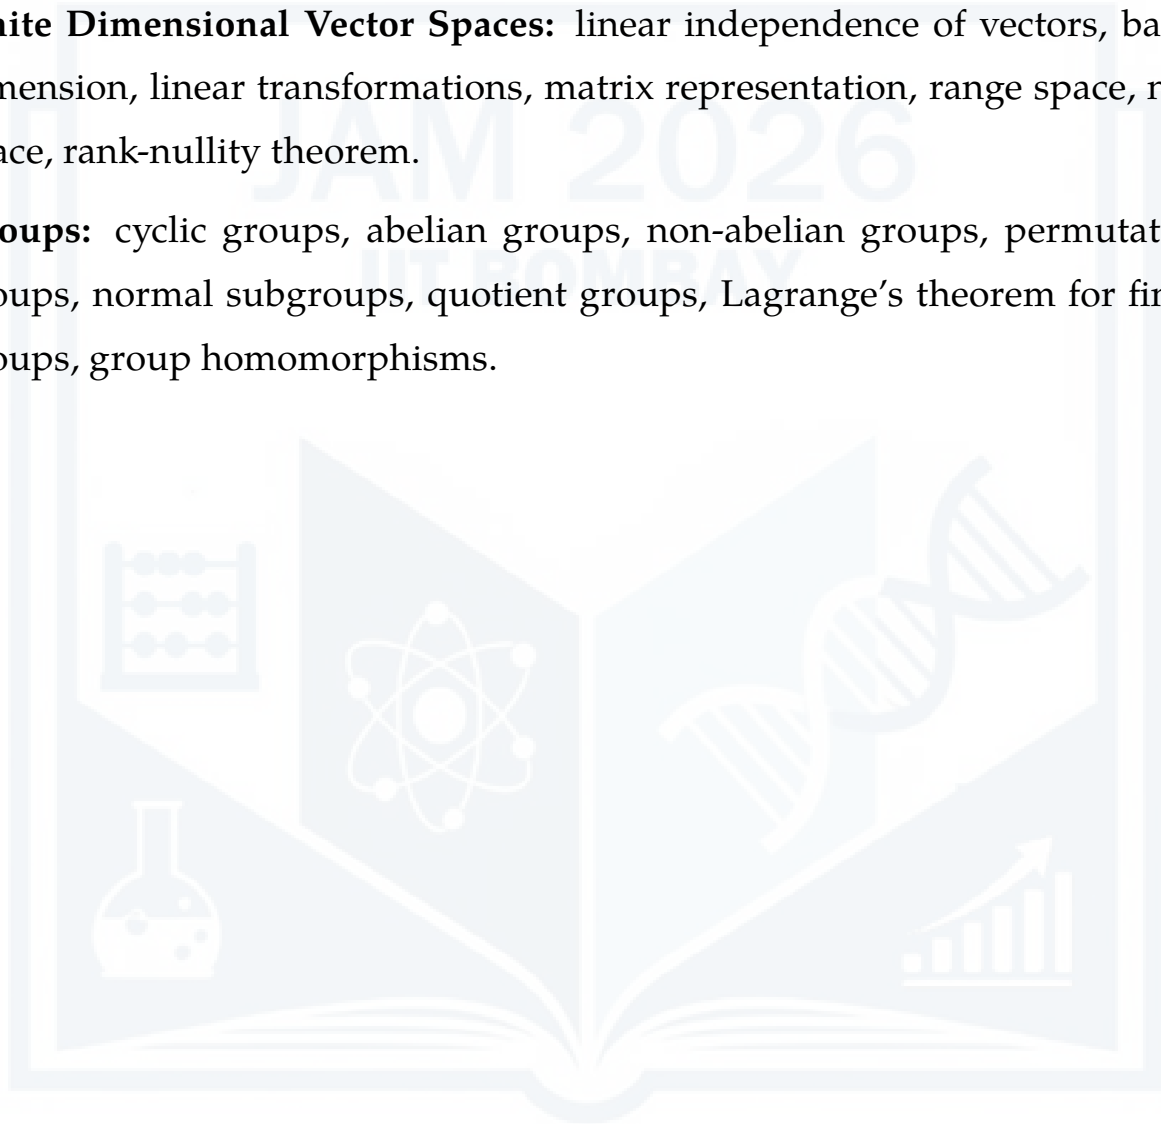 nite Dimensional Vector Spaces: linear independence of vectors, ba
mension, linear transformations, matrix representation, range space, n
ace, rank-nullity theorem.
JAM 2026
oups: cyclic groups, abelian groups, non-abelian groups, permutat
IIT BOMBAY
oups, normal subgroups, quotient groups, Lagrange's theorem for fin
oups, group homomorphisms.